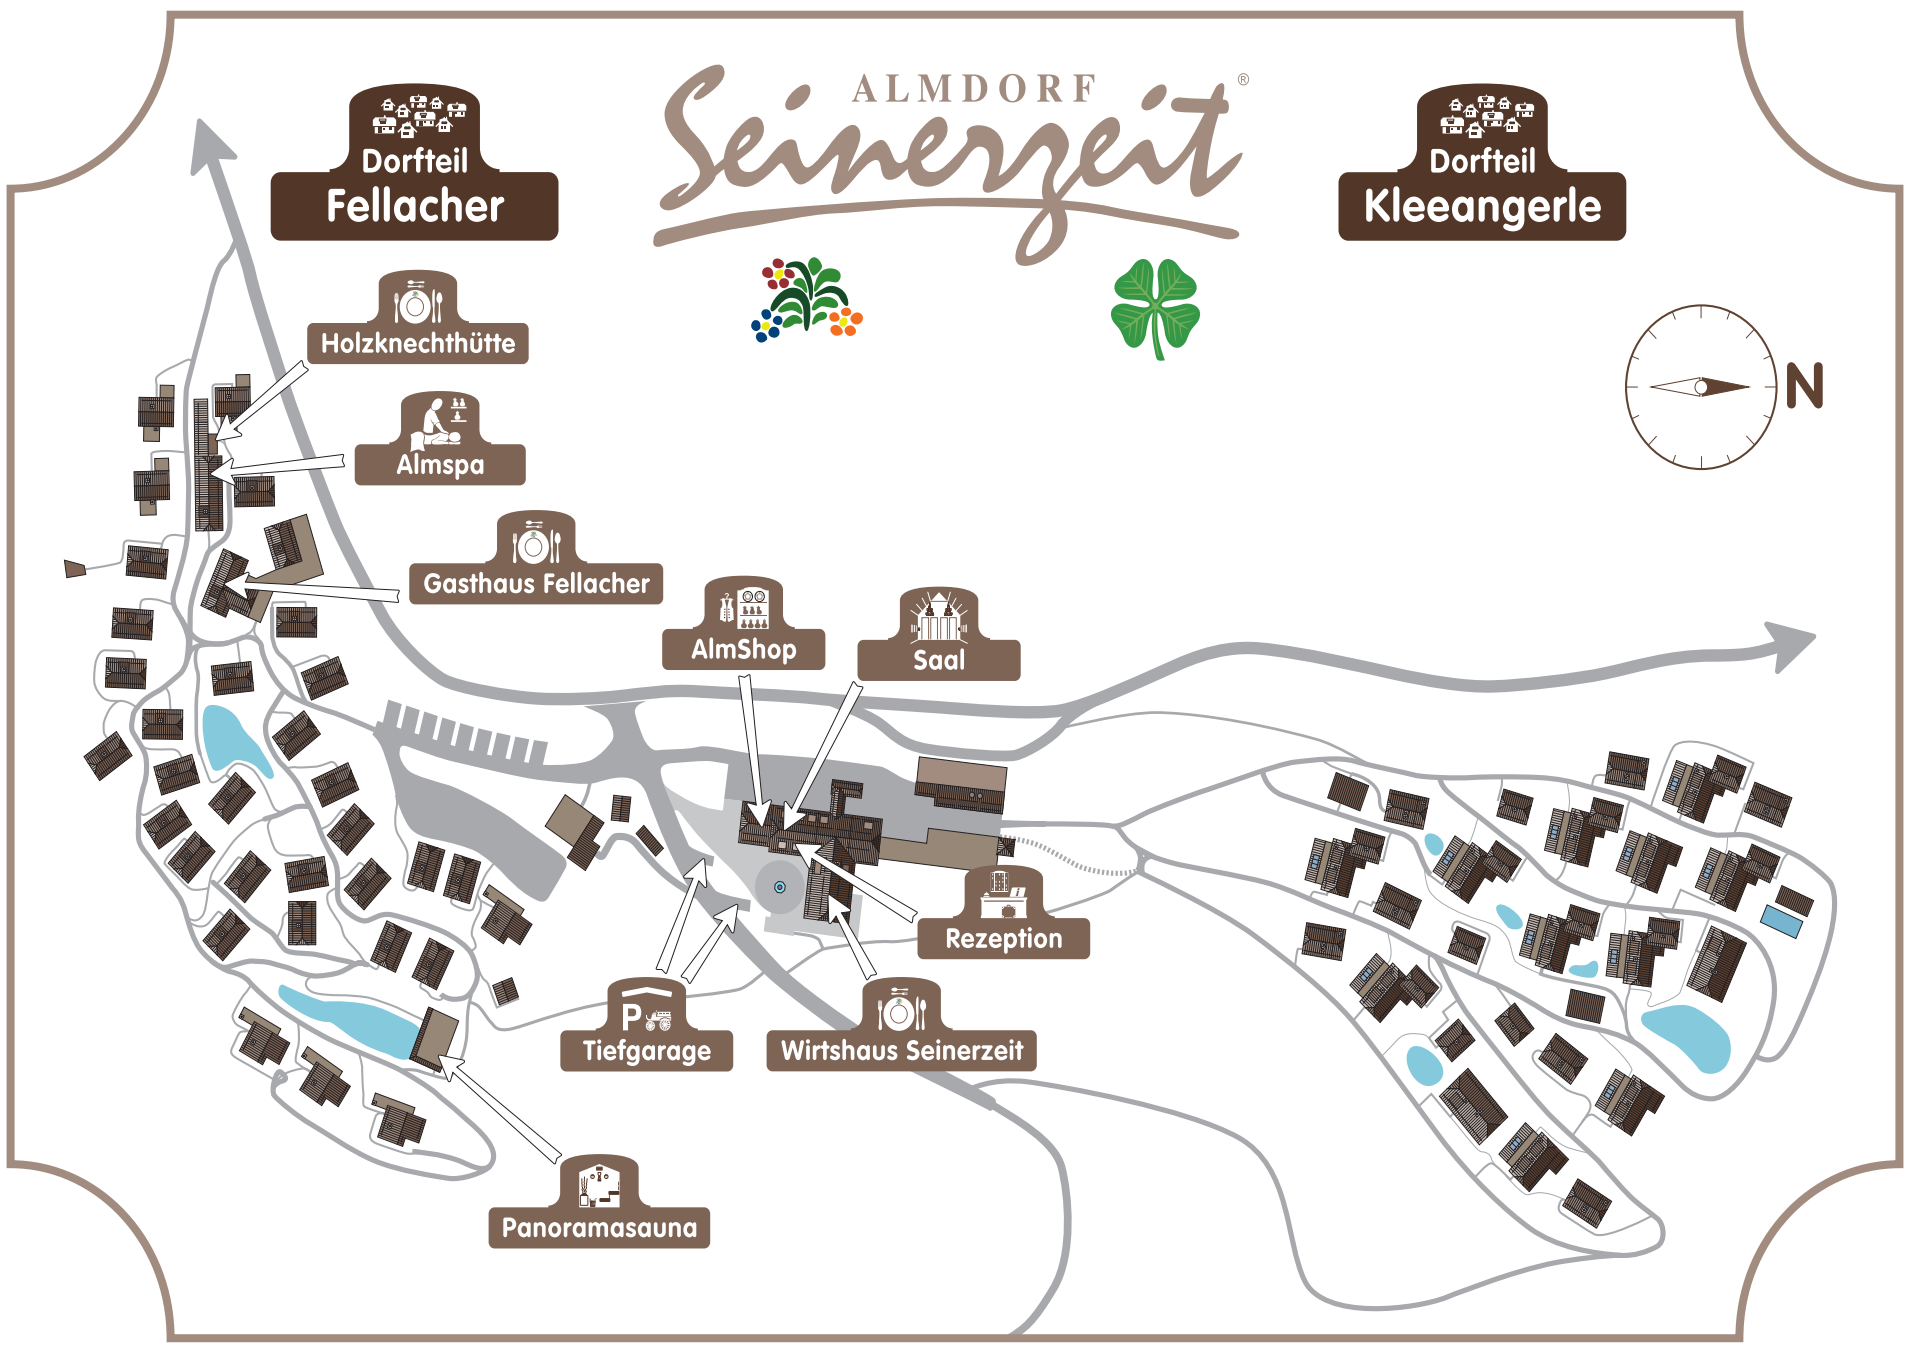 ALMDORF
Seinerzeit
®
Dorfteil
Fellacher
Dorfteil
Kleeangerle
Holzknechthütte
N
Almspa
Gasthaus Fellacher
AlmShop
Saal
Rezeption
P
Tiefgarage
Wirtshaus Seinerzeit
Panoramasauna